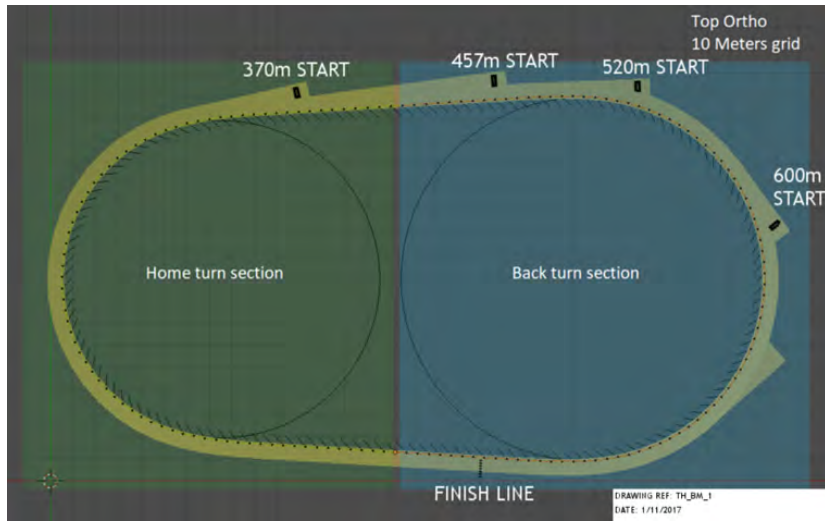 Top Ortho
10 Meters grid
370m START
457m START
520m START
600m
START
Home turn section
Back turn section
FINISH LINE
DRAWING REF: TH_BM_1
DATE: 1/11/2017